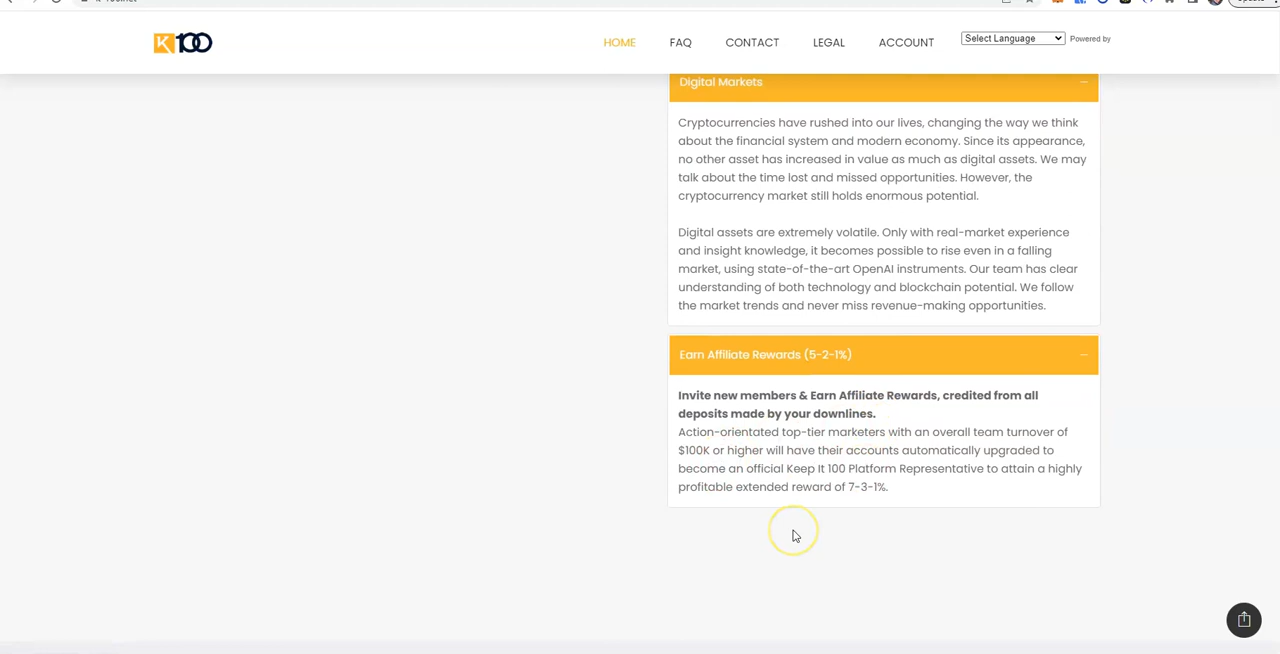 K100
HOME FAQ CONTACT LEGAL ACCOUNT Select Language Powered by
Digital Markets
Cryptocurrencies have rushed into our lives, changing the way we think
about the financial system and modern economy. Since its appearance,
no other asset has increased in value as much as digital assets. We may
talk about the time lost and missed opportunities. However, the
cryptocurrency market still holds enormous potential.
Digital assets are extremely volatile. Only with real-market experience
and insight knowledge, it becomes possible to rise even in a falling
market, using state-of-the-art OpenAI instruments. Our team has clear
understanding of both technology and blockchain potential. We follow
the market trends and never miss revenue-making opportunities.
Earn Affiliate Rewards (5-2-1%)
Invite new members & Earn Affiliate Rewards, credited from all
deposits made by your downlines.
Action-orientated top-tier marketers with an overall team turnover of
$100K or higher will have their accounts automatically upgraded to
become an official Keep It 100 Platform Representative to attain a highly
profitable extended reward of 7-3-1%.